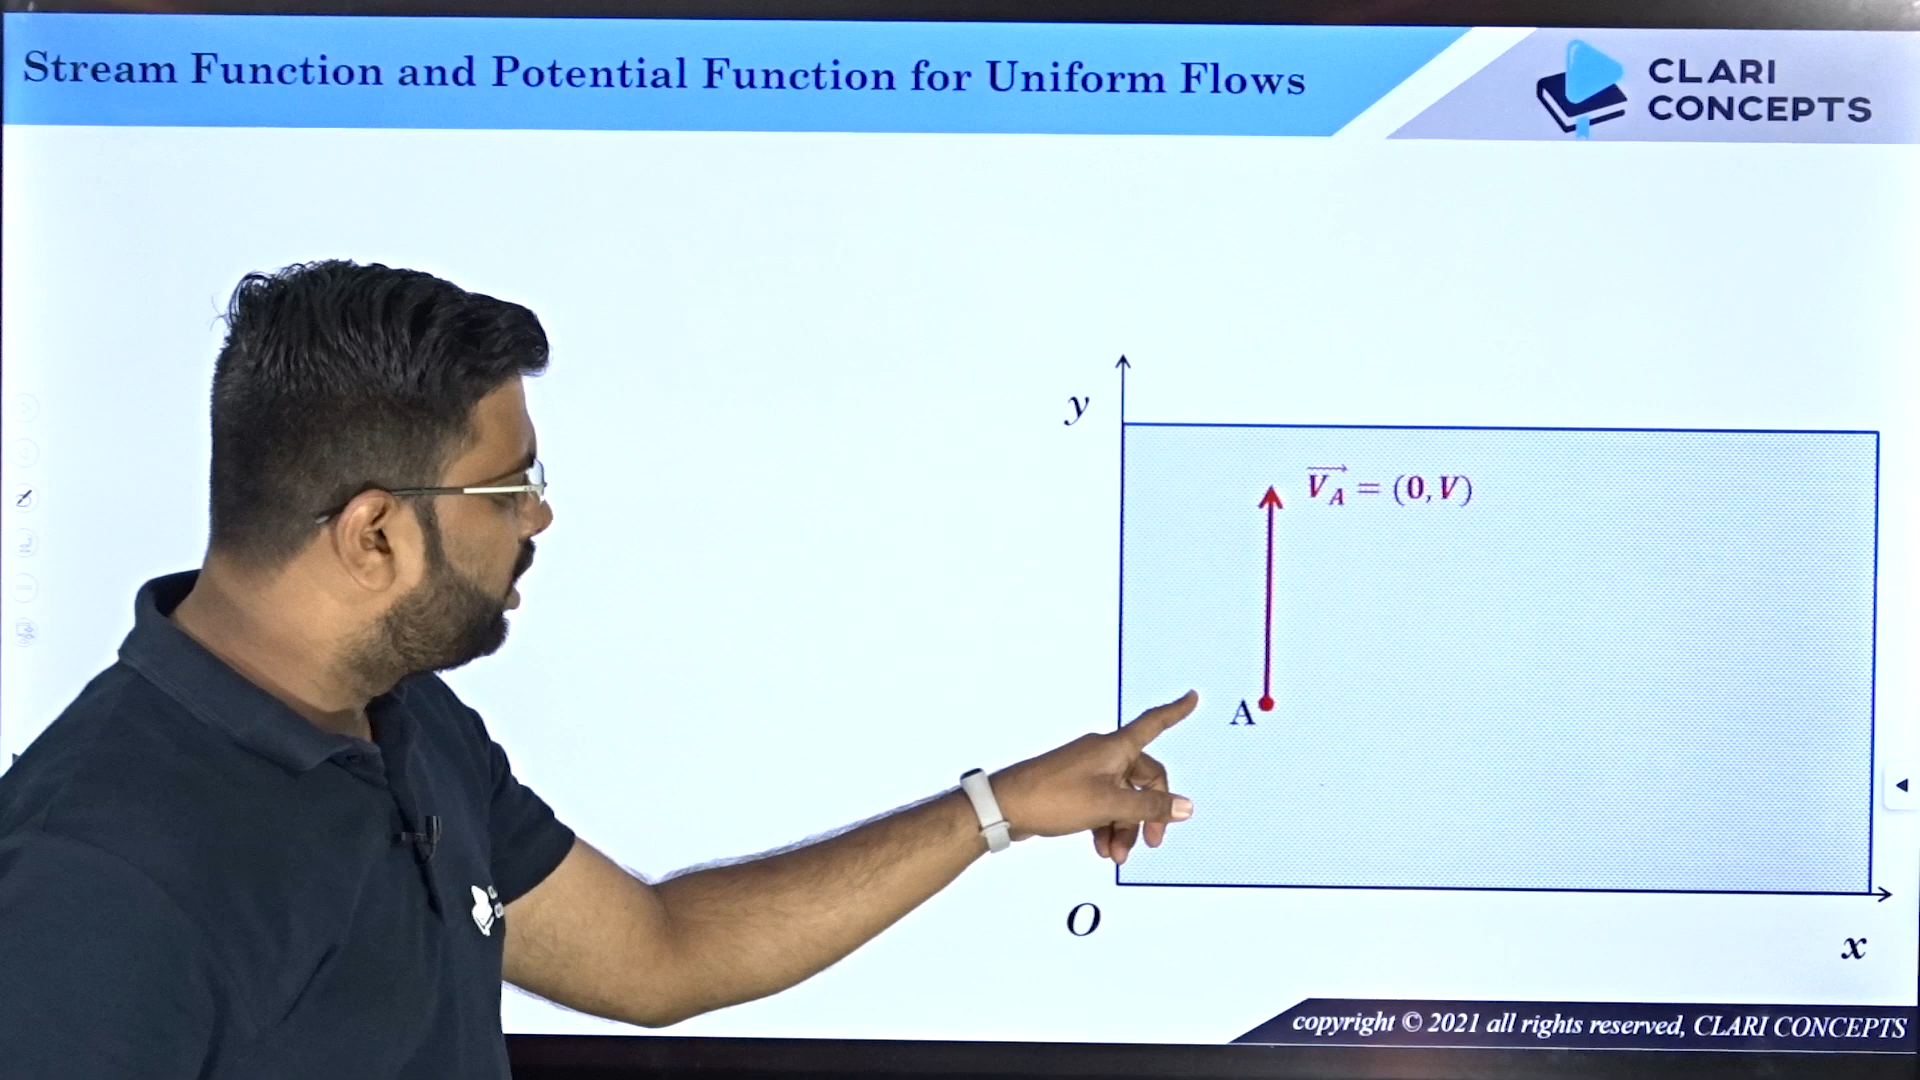 Stream Function and Potential Function for Uniform Flows
CLARI
CONCEPTS
y
$\overrightarrow{V_A} = (0, V)$
A
O
x
copyright © 2021 all rights reserved, CLARI CONCEPTS